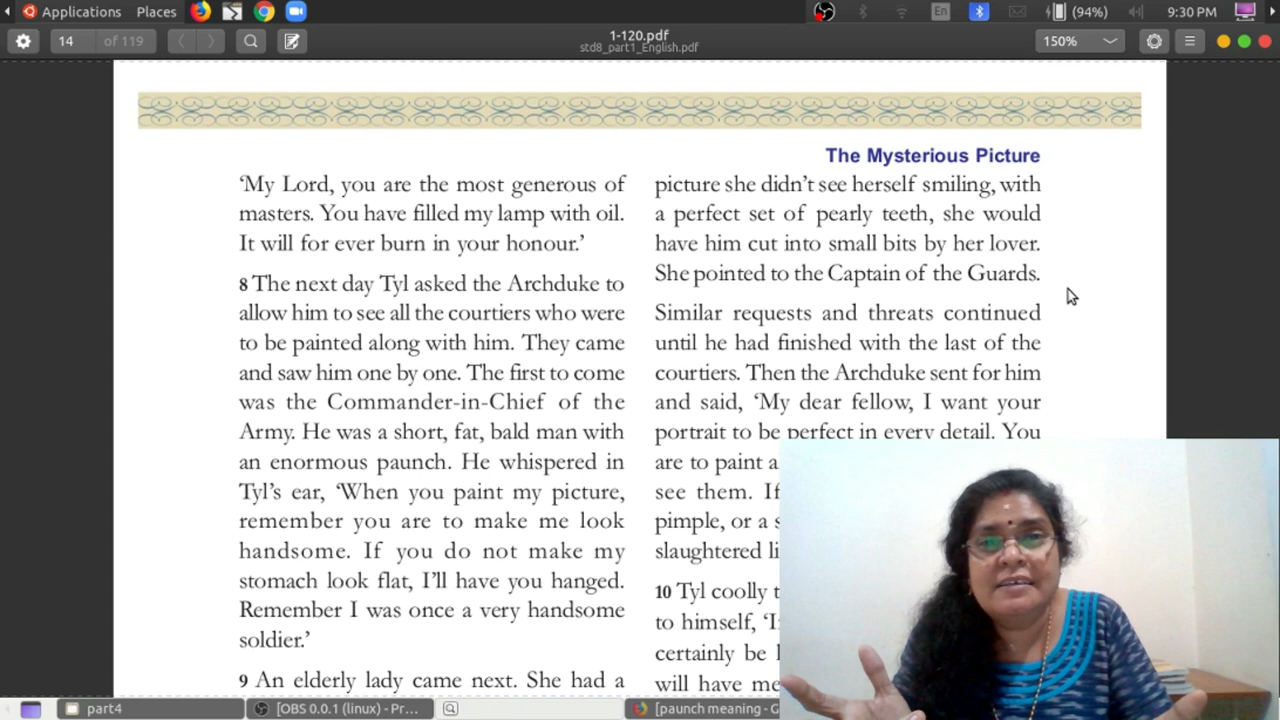 Applications Places
En
(94%)
9:30 PM
14 of 119
1-120.pdf
std8_part1_English.pdf
150%
The Mysterious Picture
‘My Lord, you are the most generous of
masters. You have filled my lamp with oil.
It will for ever burn in your honour.’
8 The next day Tyl asked the Archduke to
allow him to see all the courtiers who were
to be painted along with him. They came
and saw him one by one. The first to come
was the Commander-in-Chief of the
Army. He was a short, fat, bald man with
an enormous paunch. He whispered in
Tyl’s ear, ‘When you paint my picture,
remember you are to make me look
handsome. If you do not make my
stomach look flat, I’ll have you hanged.
Remember I was once a very handsome
soldier.’
9 An elderly lady came next. She had a
picture she didn’t see herself smiling, with
a perfect set of pearly teeth, she would
have him cut into small bits by her lover.
She pointed to the Captain of the Guards.
Similar requests and threats continued
until he had finished with the last of the
courtiers. Then the Archduke sent for him
and said, ‘My dear fellow, I want your
portrait to be perfect in every detail. You
are to paint a
see them. If
pimple, or a s
slaughtered li
10 Tyl coolly t
to himself, ‘I
certainly be
will have me
part4
[OBS 0.0.1 (linux) - Pr...
[paunch meaning - G